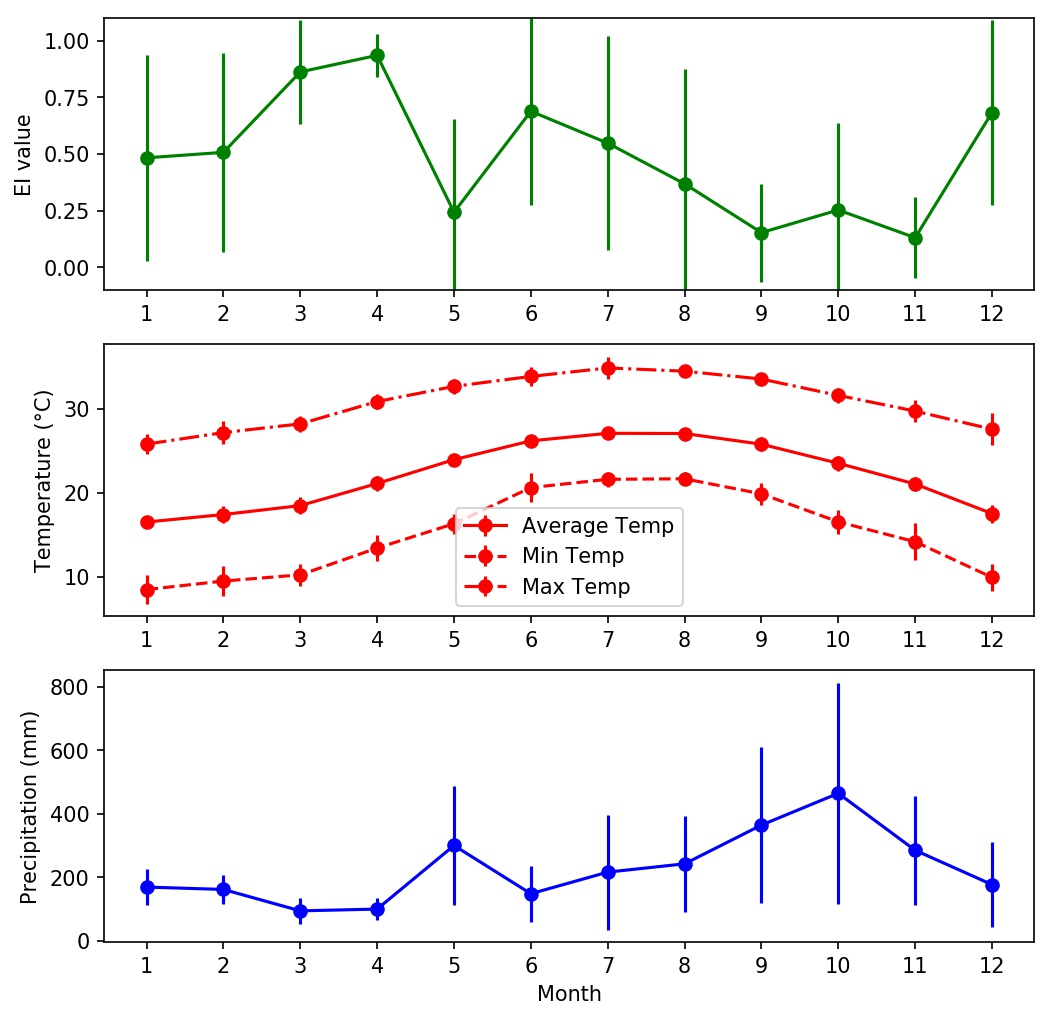 1.00
0.75
0.50
0.25
0.00
EI value
1 2 3 4 5 6 7 8 9 10 11 12
30
20
10
Temperature (°C)
Average Temp
Min Temp
Max Temp
1 2 3 4 5 6 7 8 9 10 11 12
800
600
400
200
0
Precipitation (mm)
1 2 3 4 5 6 7 8 9 10 11 12
Month